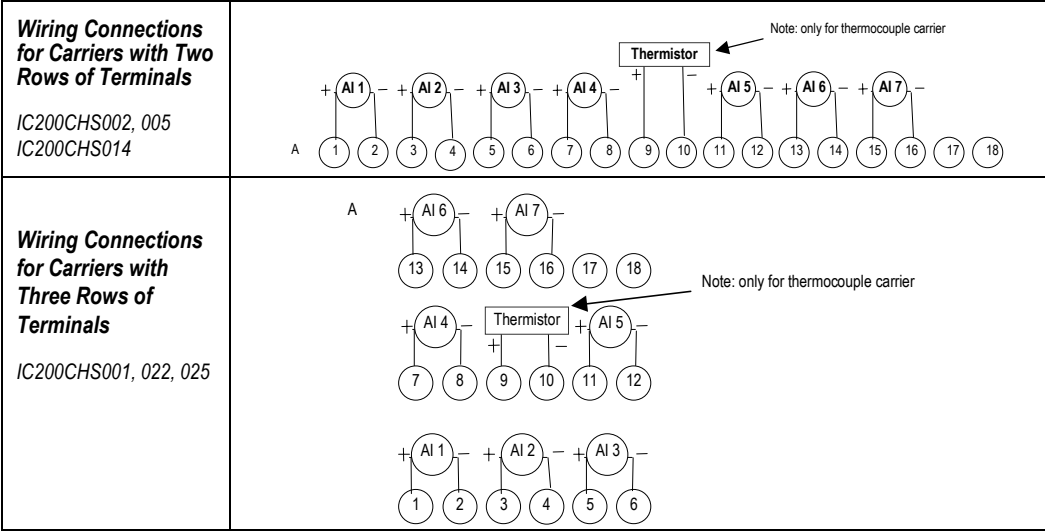 Wiring Connections
for Carriers with Two
Rows of Terminals
IC200CHS002, 005
IC200CHS014
Note: only for thermocouple carrier
Thermistor
+ AI 1 – + AI 2 – + AI 3 – + AI 4 – + – + AI 5 – + AI 6 – + AI 7 –
A 1 2 3 4 5 6 7 8 9 10 11 12 13 14 15 16 17 18
Wiring Connections
for Carriers with
Three Rows of
Terminals
IC200CHS001, 022, 025
A + AI 6 – + AI 7 –
13 14 15 16 17 18
Note: only for thermocouple carrier
+ AI 4 – Thermistor + AI 5 –
+ –
7 8 9 10 11 12
+ AI 1 – + AI 2 – + AI 3 –
1 2 3 4 5 6